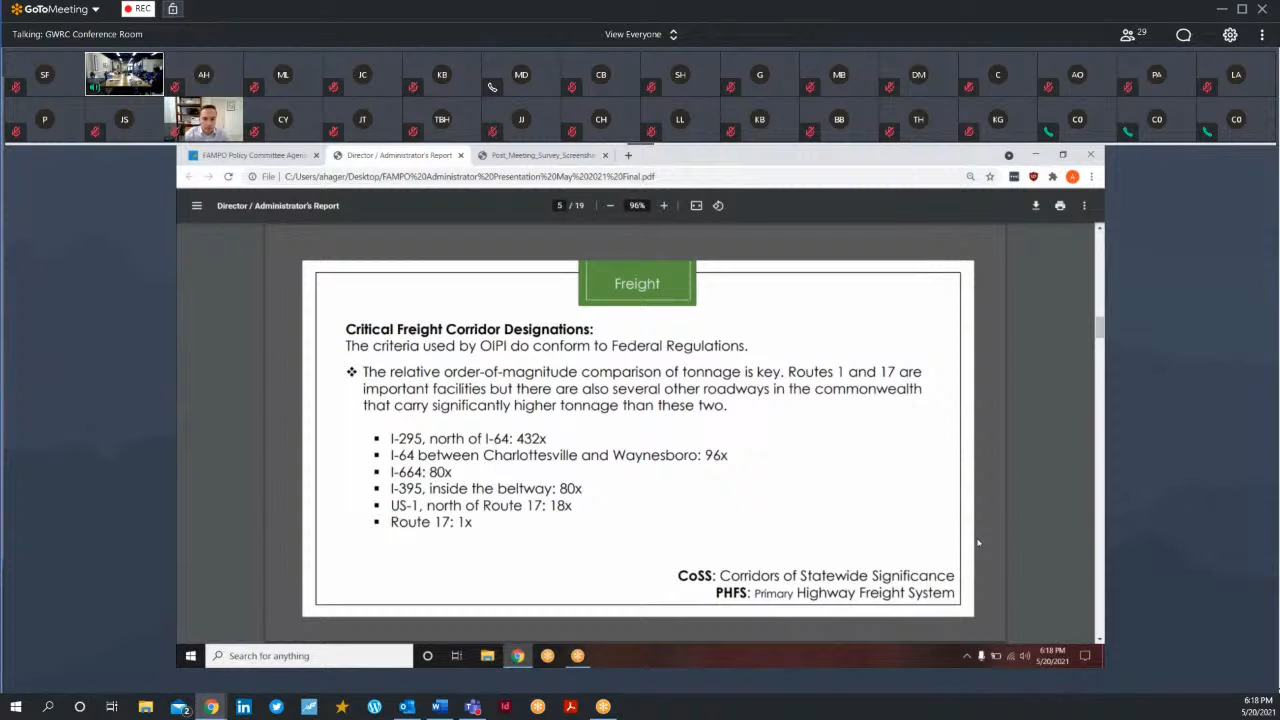 GoToMeeting
REC
Talking: GWRC Conference Room
View Everyone
29
SF
AH
ML
JC
KB
MD
CB
SH
G
MB
DM
C
AO
PA
LA
P
JS
CY
JT
TBH
JJ
CH
LL
KB
BB
TH
KG
C0
C0
C0
FAMPO Policy Committee Agen
Director / Administrator's Report
Post_Meeting_Survey_Screensho
File
C:/Users/ahager/Desktop/FAMPO%20Administrator%20Presentation%20May%202021%20Final.pdf
A
Director / Administrator's Report
5 / 19
96%
Freight
Critical Freight Corridor Designations:
The criteria used by OIPI do conform to Federal Regulations.
❖ The relative order-of-magnitude comparison of tonnage is key. Routes 1 and 17 are
important facilities but there are also several other roadways in the commonwealth
that carry significantly higher tonnage than these two.
▪ I-295, north of I-64: 432x
▪ I-64 between Charlottesville and Waynesboro: 96x
▪ I-664: 80x
▪ I-395, inside the beltway: 80x
▪ US-1, north of Route 17: 18x
▪ Route 17: 1x
CoSS: Corridors of Statewide Significance
PHFS: Primary Highway Freight System
Search for anything
6:18 PM
5/20/2021
6:18 PM
5/20/2021